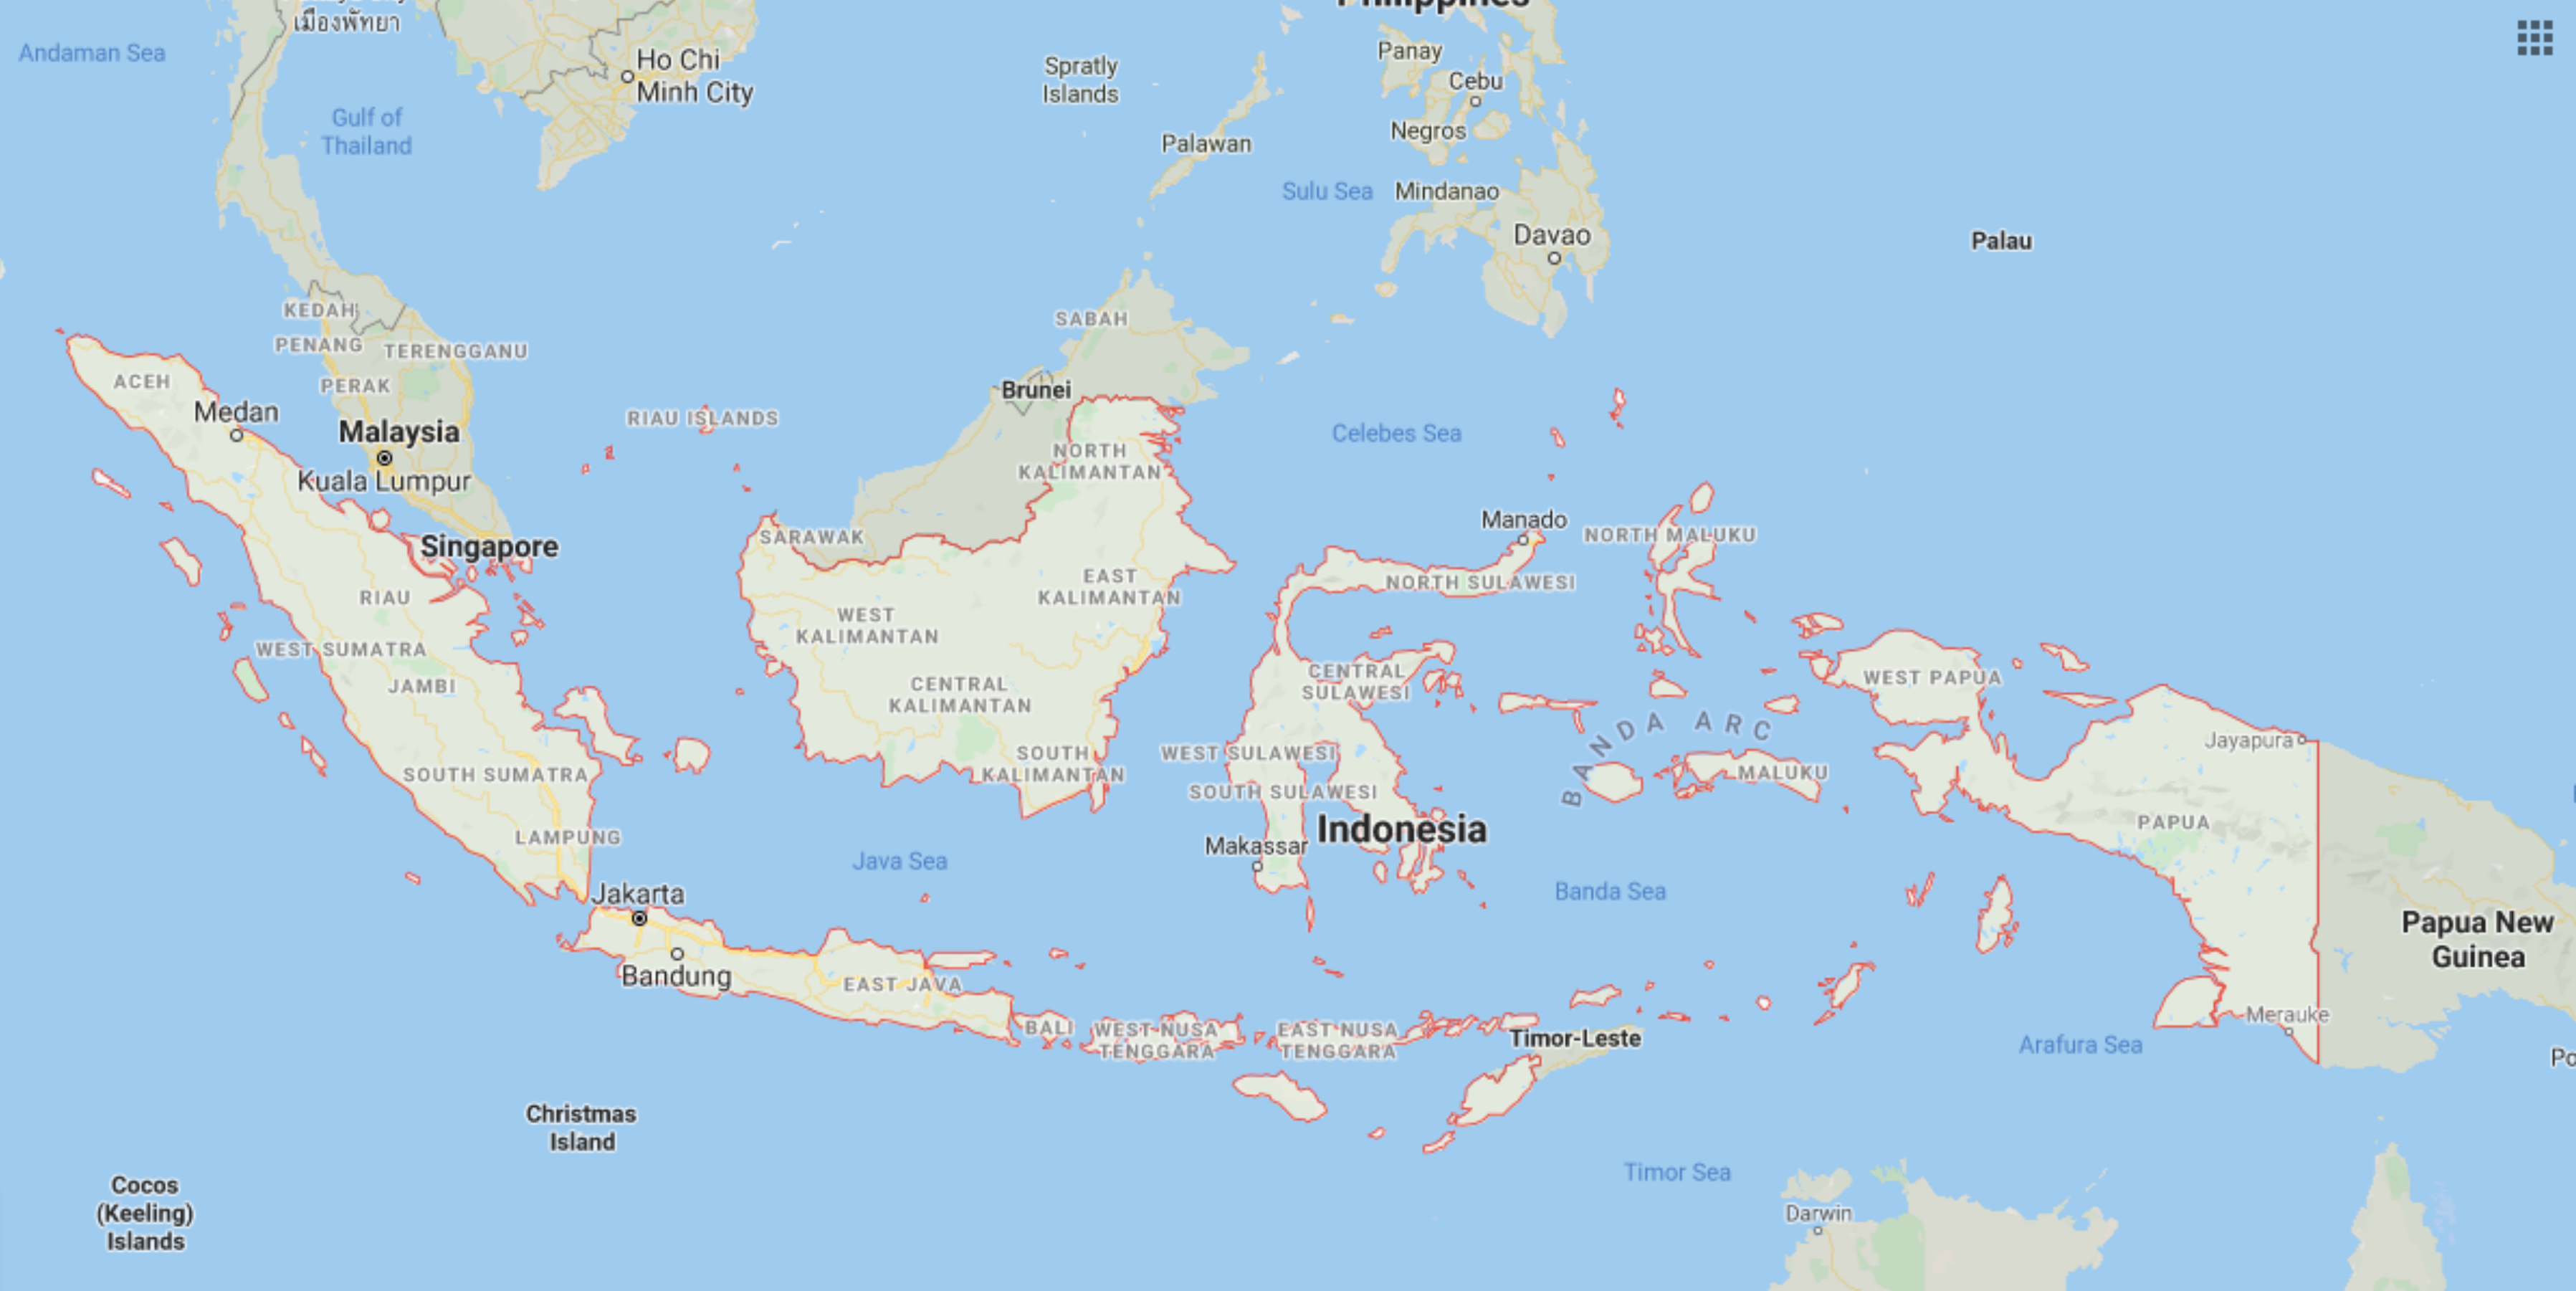 เมืองพัทยา
Philippines
Andaman Sea
Ho Chi
Minh City
Spratly
Islands
Panay
Cebu
Gulf of
Thailand
Negros
Palawan
Sulu Sea
Mindanao
Davao
Palau
KEDAH
PENANG
TERENGGANU
SABAH
PERAK
ACEH
Brunei
Medan
RIAU ISLANDS
Malaysia
Celebes Sea
Kuala Lumpur
NORTH
KALIMANTAN
Manado
NORTH MALUKU
SARAWAK
Singapore
NORTH SULAWESI
EAST
KALIMANTAN
RIAU
WEST
KALIMANTAN
WEST SUMATRA
JAMBI
CENTRAL
SULAWESI
WEST PAPUA
CENTRAL
KALIMANTAN
BANDA ARC
Jayapura
SOUTH
KALIMANTAN
WEST SULAWESI
SOUTH SUMATRA
MALUKU
SOUTH SULAWESI
PAPUA
LAMPUNG
Indonesia
Makassar
Java Sea
Jakarta
Banda Sea
Papua New
Guinea
Bandung
EAST JAVA
Merauke
BALI
WEST NUSA
TENGGARA
EAST NUSA
TENGGARA
Timor-Leste
Arafura Sea
Po
Christmas
Island
Timor Sea
Cocos
(Keeling)
Islands
Darwin